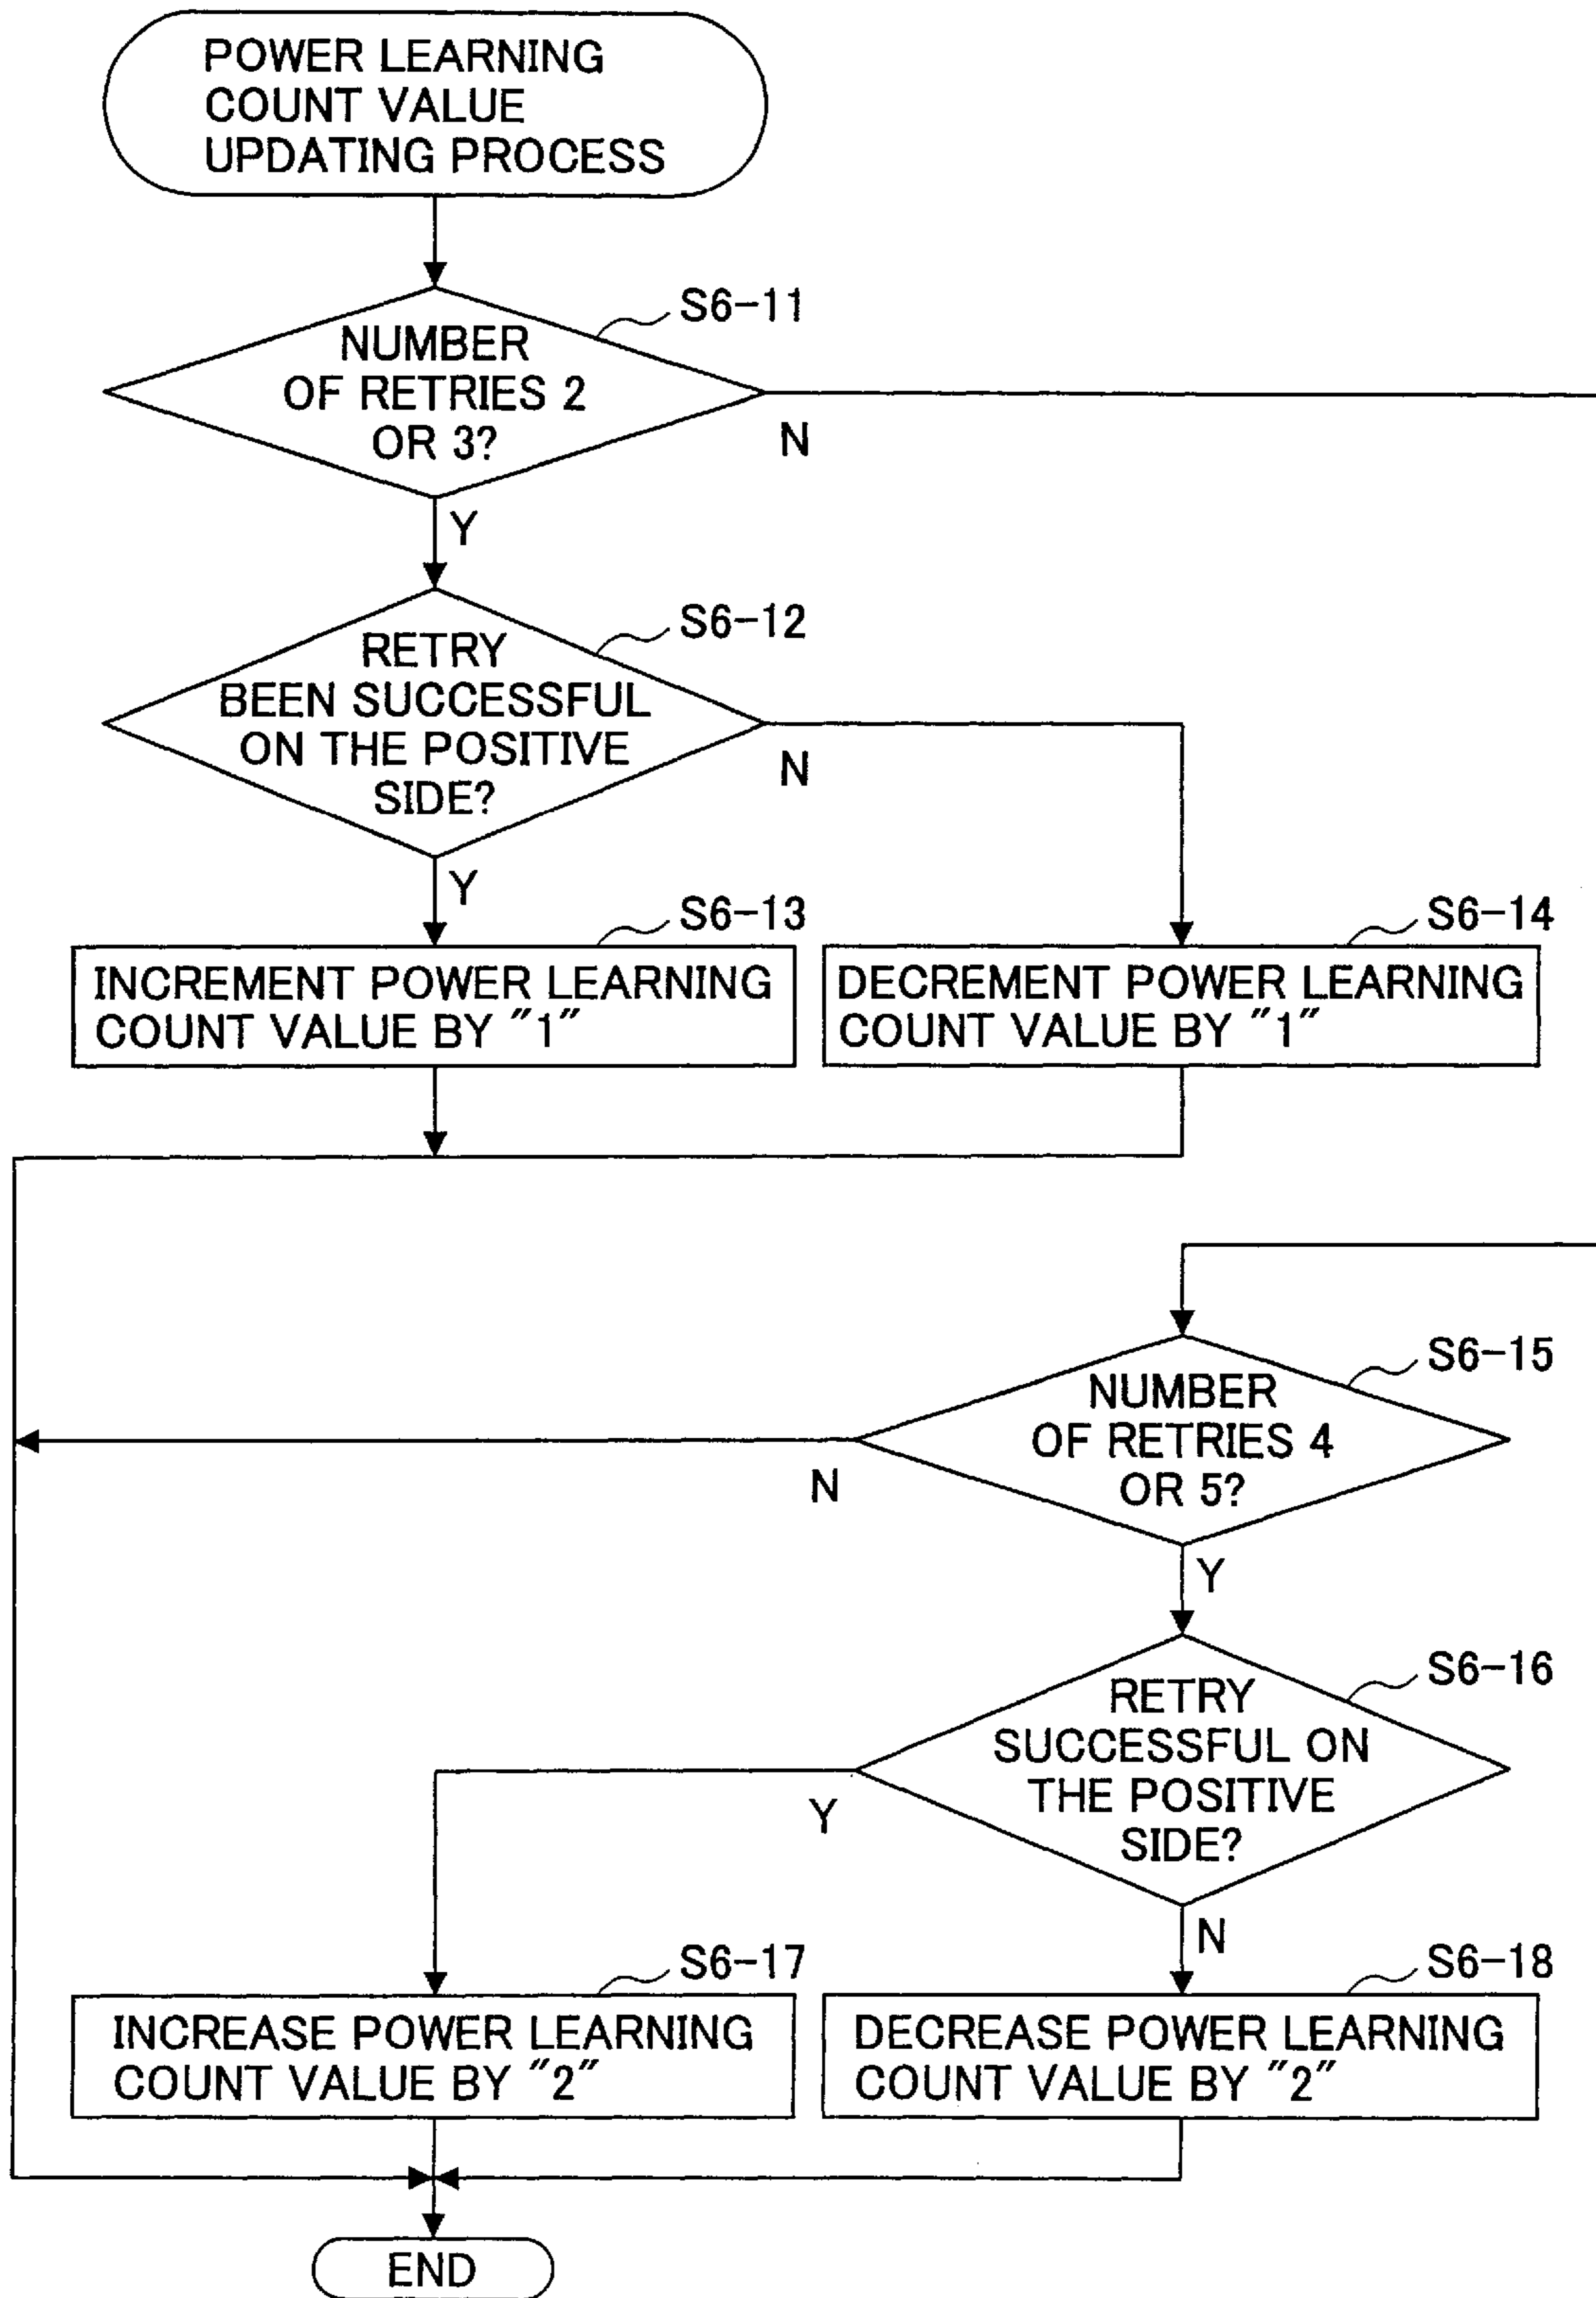 POWER LEARNING
COUNT VALUE
UPDATING PROCESS
S6-11
NUMBER
OF RETRIES 2
OR 3?
N
Y
S6-12
RETRY
BEEN SUCCESSFUL
ON THE POSITIVE
SIDE?
N
Y
S6-13
INCREMENT POWER LEARNING
COUNT VALUE BY "1"
S6-14
DECREMENT POWER LEARNING
COUNT VALUE BY "1"
S6-15
NUMBER
OF RETRIES 4
OR 5?
N
Y
S6-16
RETRY
SUCCESSFUL ON
THE POSITIVE
SIDE?
Y
N
S6-17
INCREASE POWER LEARNING
COUNT VALUE BY "2"
S6-18
DECREASE POWER LEARNING
COUNT VALUE BY "2"
END